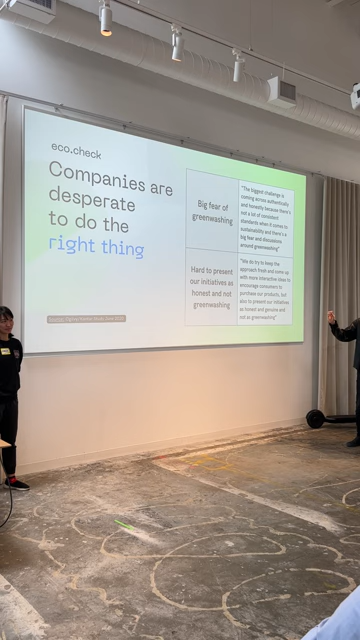 eco.check
Companies are
desperate
to do the
right thing
Big fear of
greenwashing
"The biggest challenge is
coming across authentically
and honestly because there's
not a lot of consistent
standards when it comes to
sustainability and there's a
big fear and discussions
around greenwashing"
Hard to present
our initiatives as
honest and not
greenwashing
"We do try to keep the
approach fresh and come up
with more interactive ideas to
encourage consumers to
purchase our products, but
also to present our initiatives
as honest and genuine and
not as greenwashing"